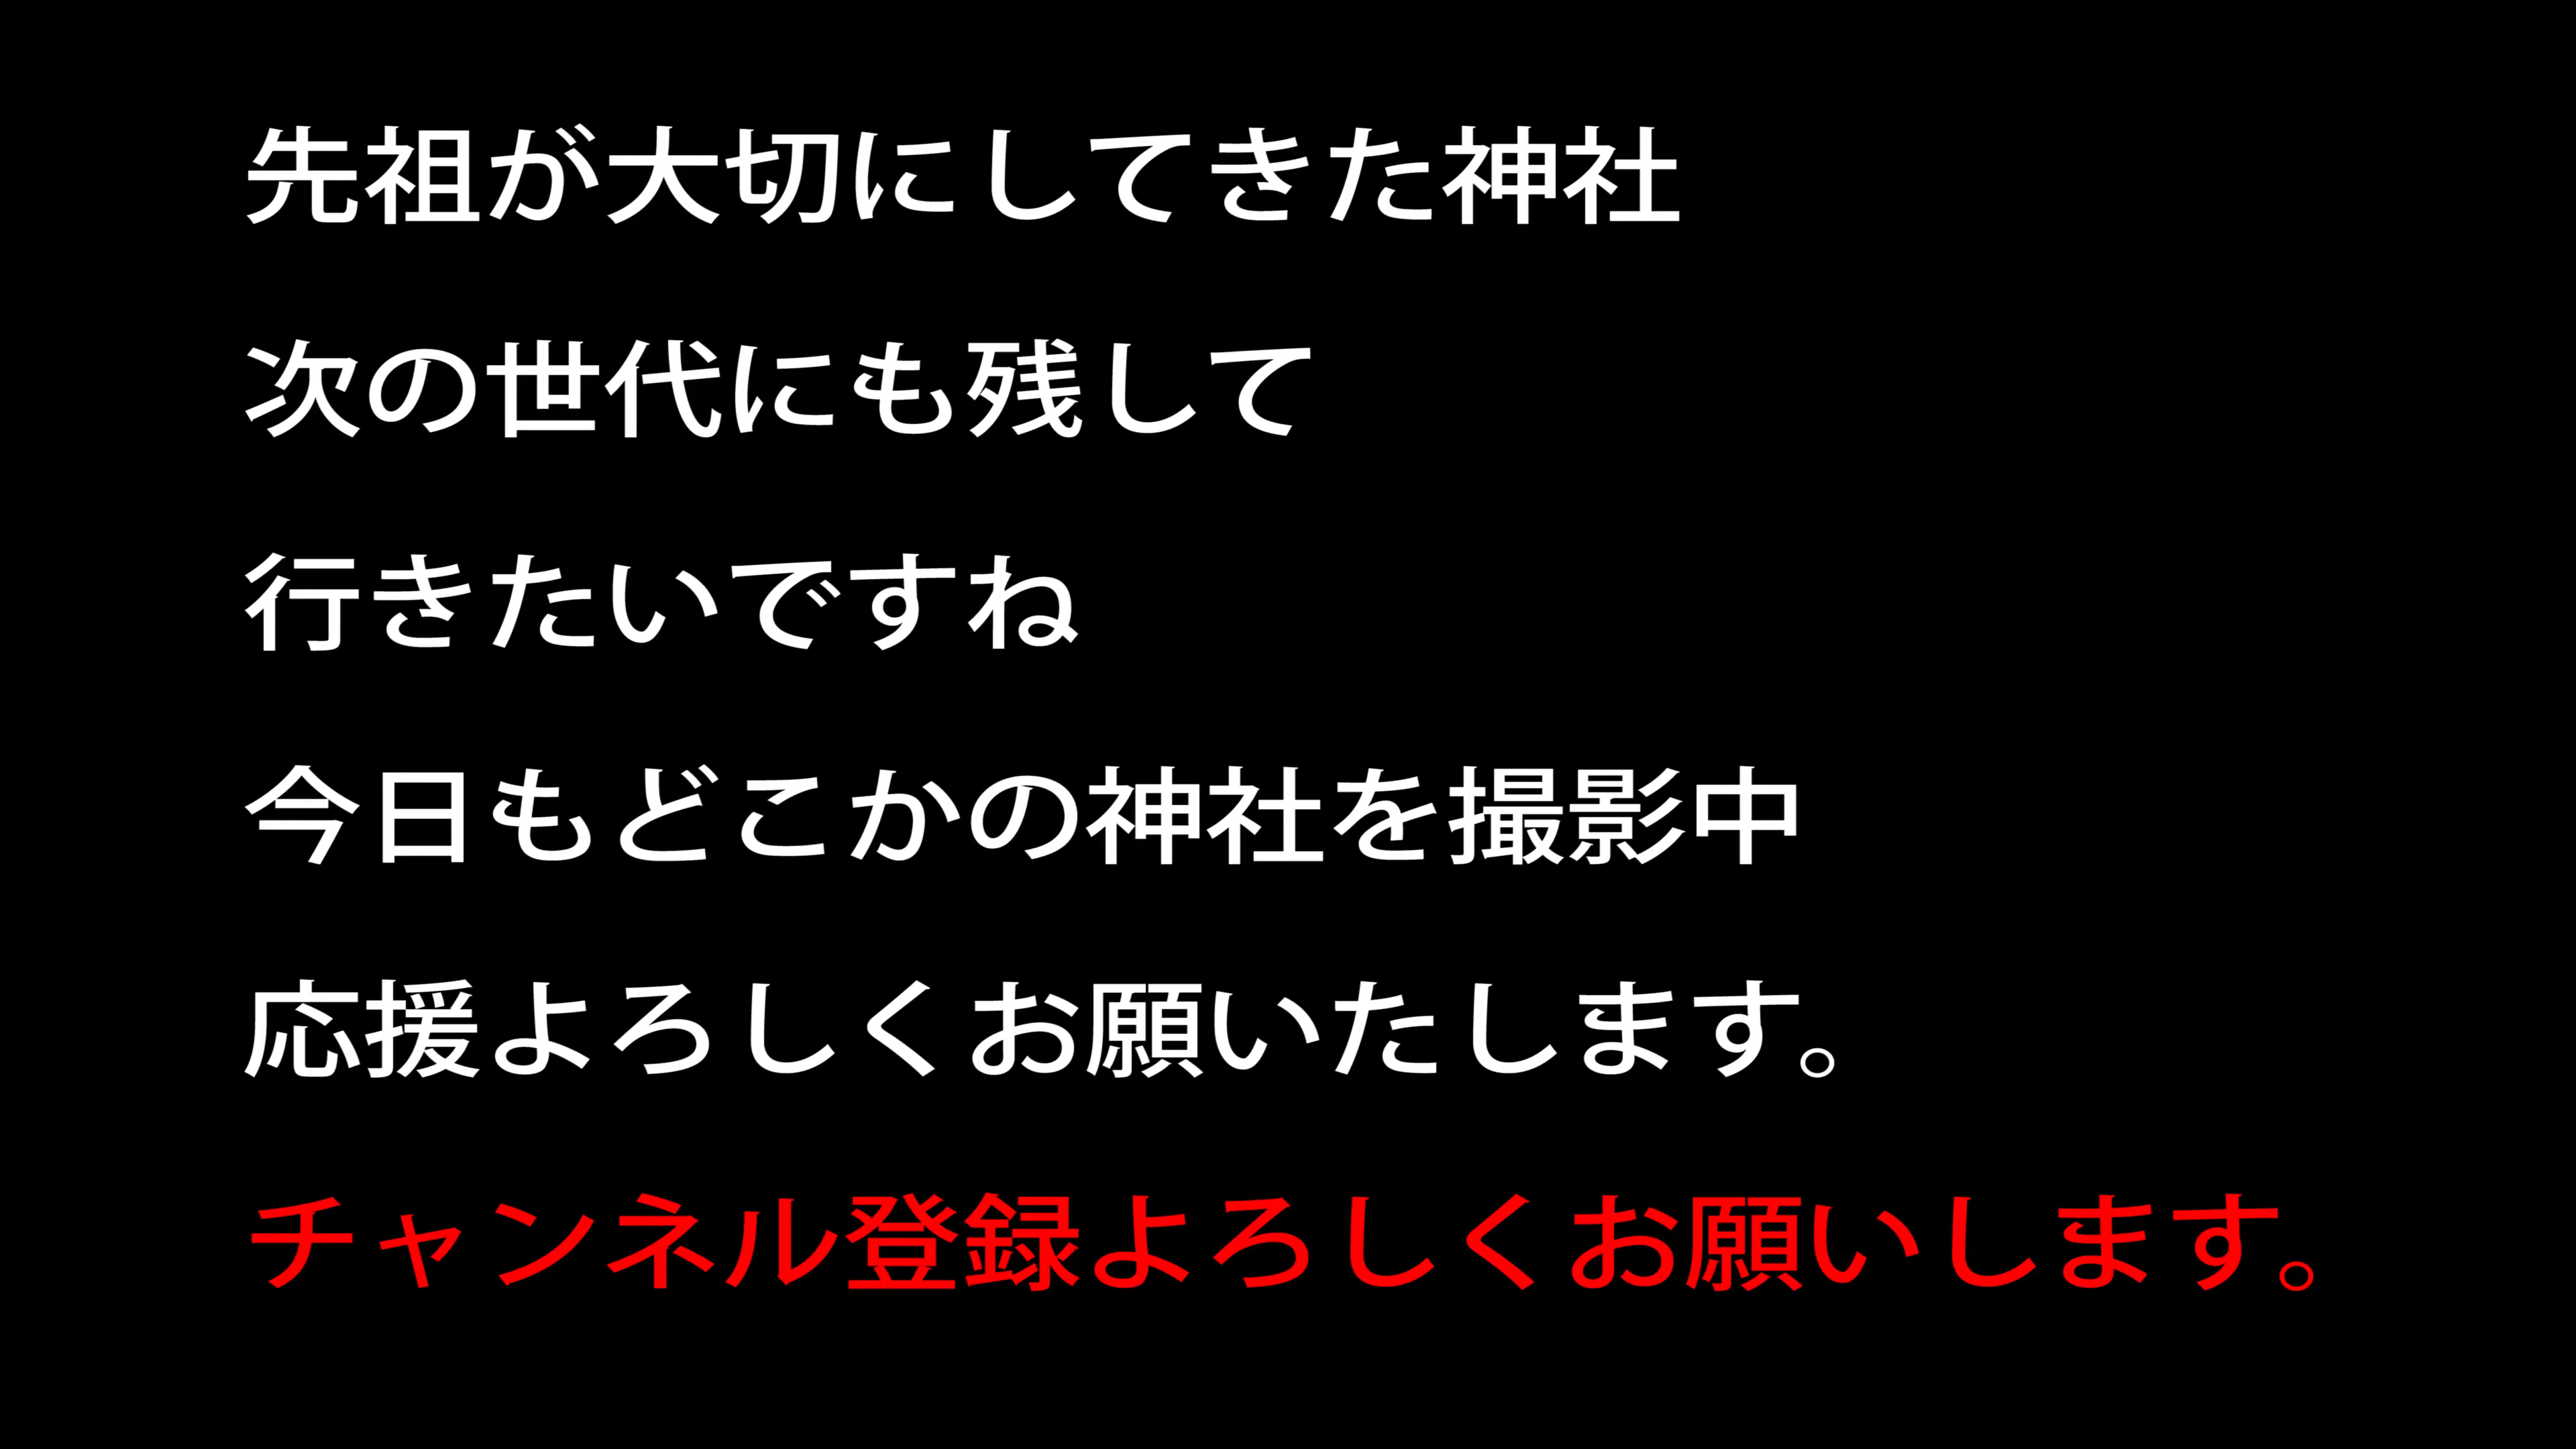 先祖が大切にしてきた神社
次の世代にも残して
行きたいですね
今日もどこかの神社を撮影中
応援よろしくお願いたします。
チャンネル登録よろしくお願いします。